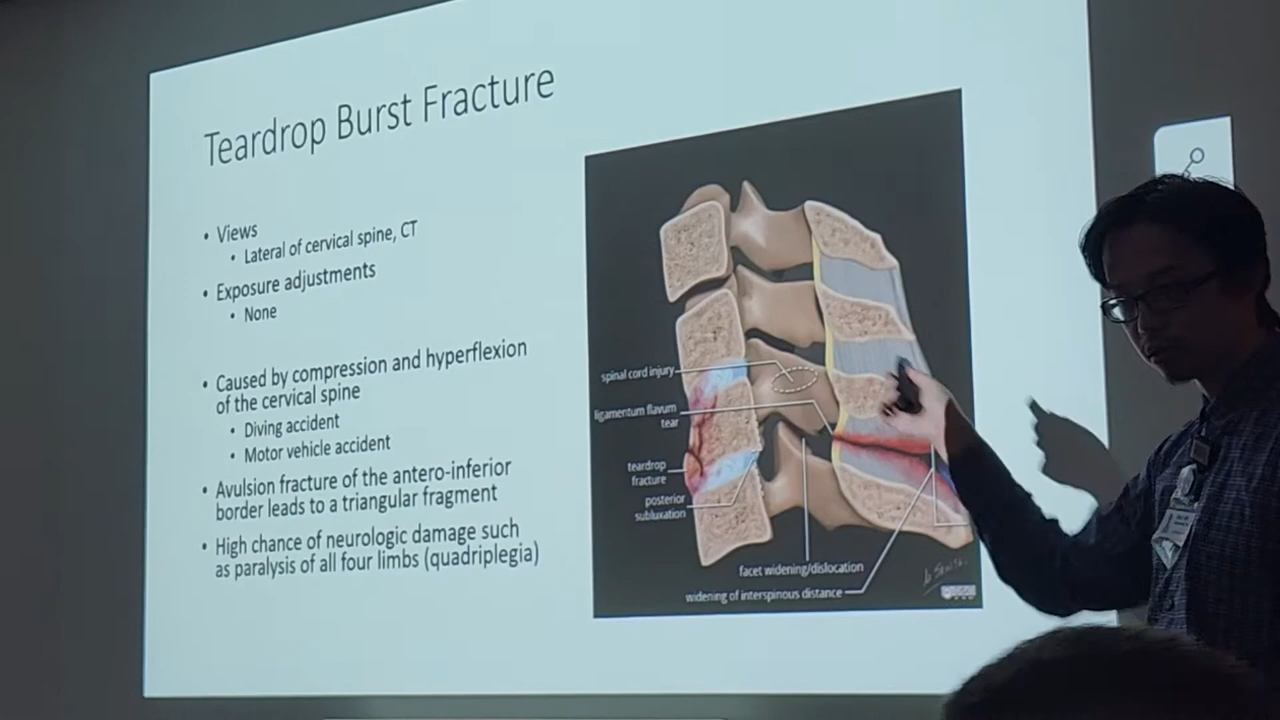 Teardrop Burst Fracture
• Views
• Lateral of cervical spine, CT
• Exposure adjustments
• None
• Caused by compression and hyperflexion
of the cervical spine
• Diving accident
• Motor vehicle accident
• Avulsion fracture of the antero-inferior
border leads to a triangular fragment
• High chance of neurologic damage such
as paralysis of all four limbs (quadriplegia)
spinal cord injury
ligamentum flavum
tear
teardrop
fracture
posterior
subluxation
facet widening/dislocation
widening of interspinous distance